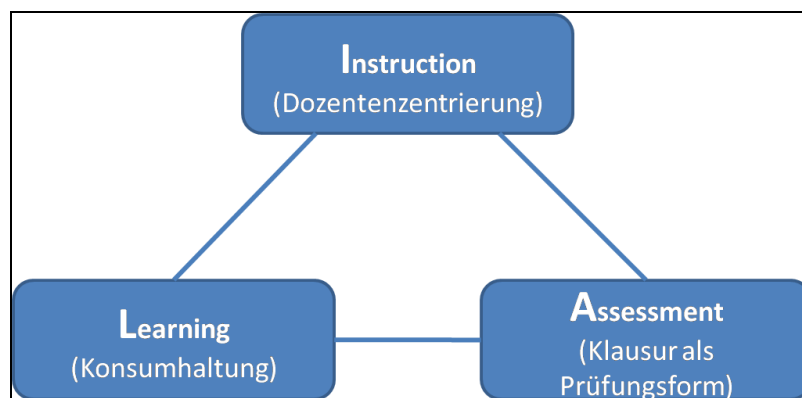 Instruction
(Dozentenzentrierung)
Learning
(Konsumhaltung)
Assessment
(Klausur als
Prüfungsform)